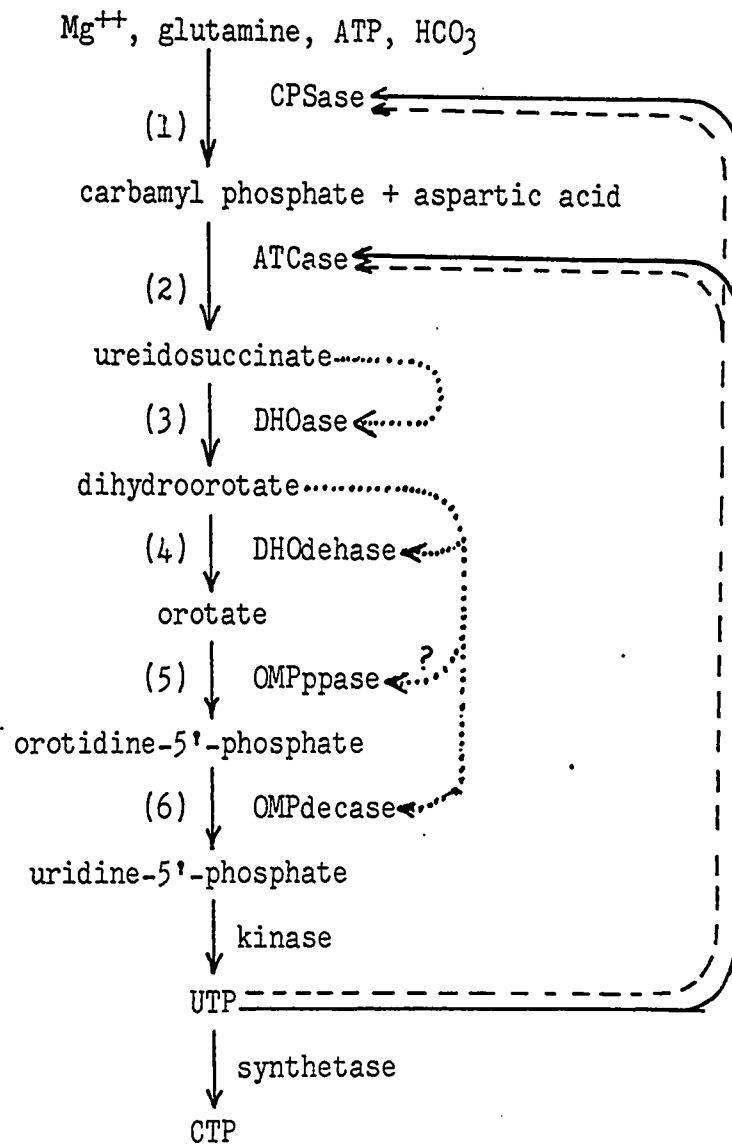 Mg++, glutamine, ATP, HCO3
CPSase
(1)
carbamyl phosphate + aspartic acid
ATCase
(2)
ureidosuccinate
(3) DHOase
dihydroorotate
(4) DHOdehase
orotate
?
(5) OMPppase
orotidine-5'-phosphate
(6) OMPdecase
uridine-5'-phosphate
kinase
UTP
synthetase
CTP